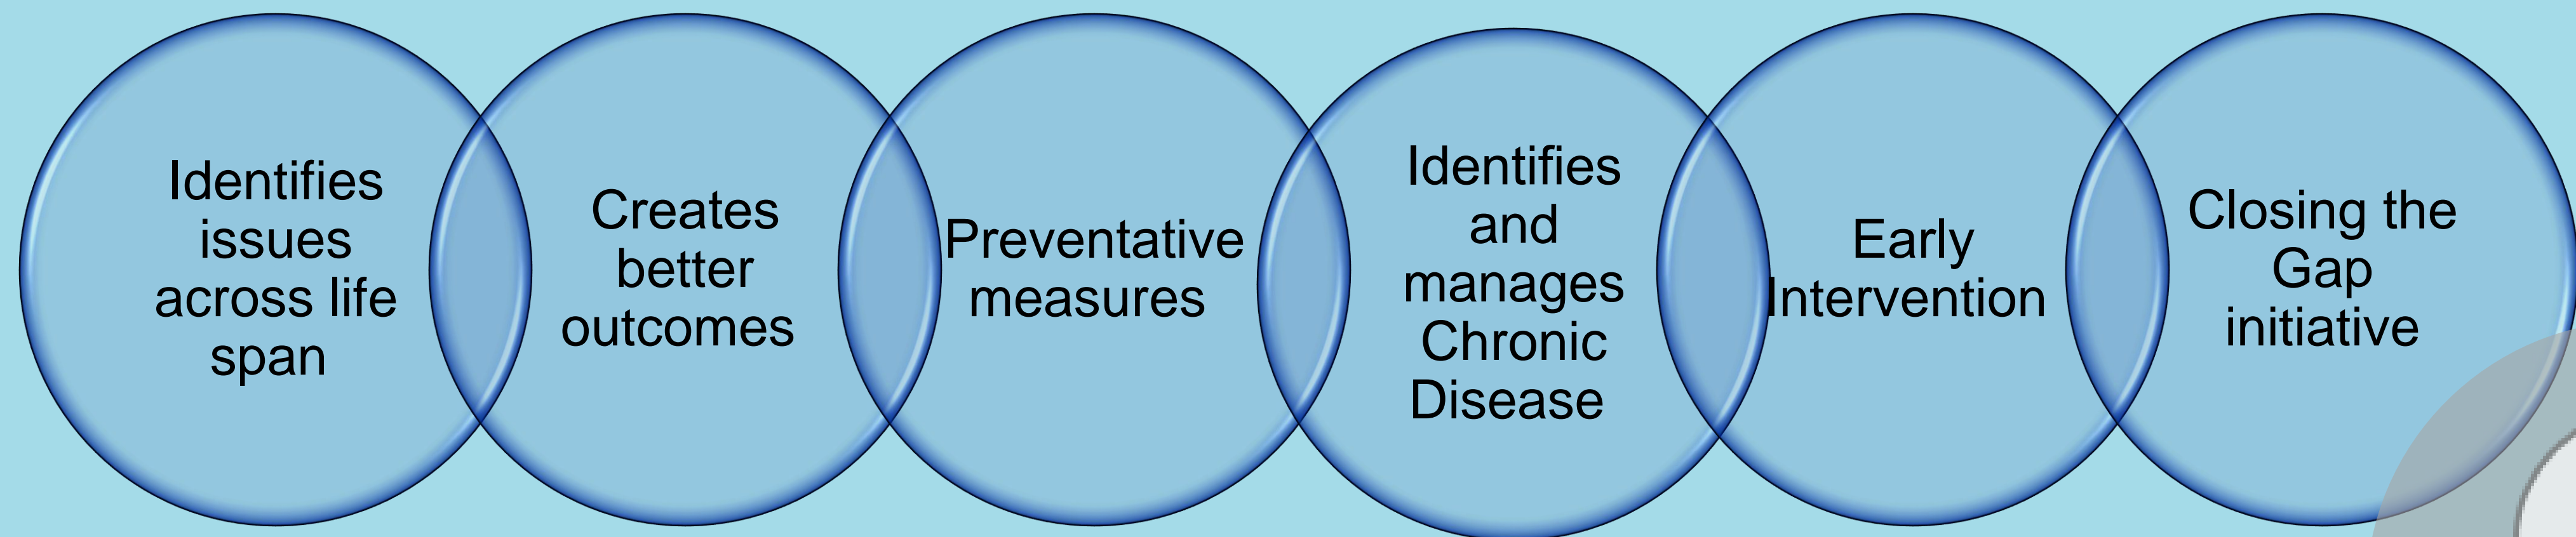 Identifies
issues
across life
span
Creates
better
outcomes
Preventative
measures
Identifies
and
manages
Chronic
Disease
Early
Intervention
Closing the
Gap
initiative